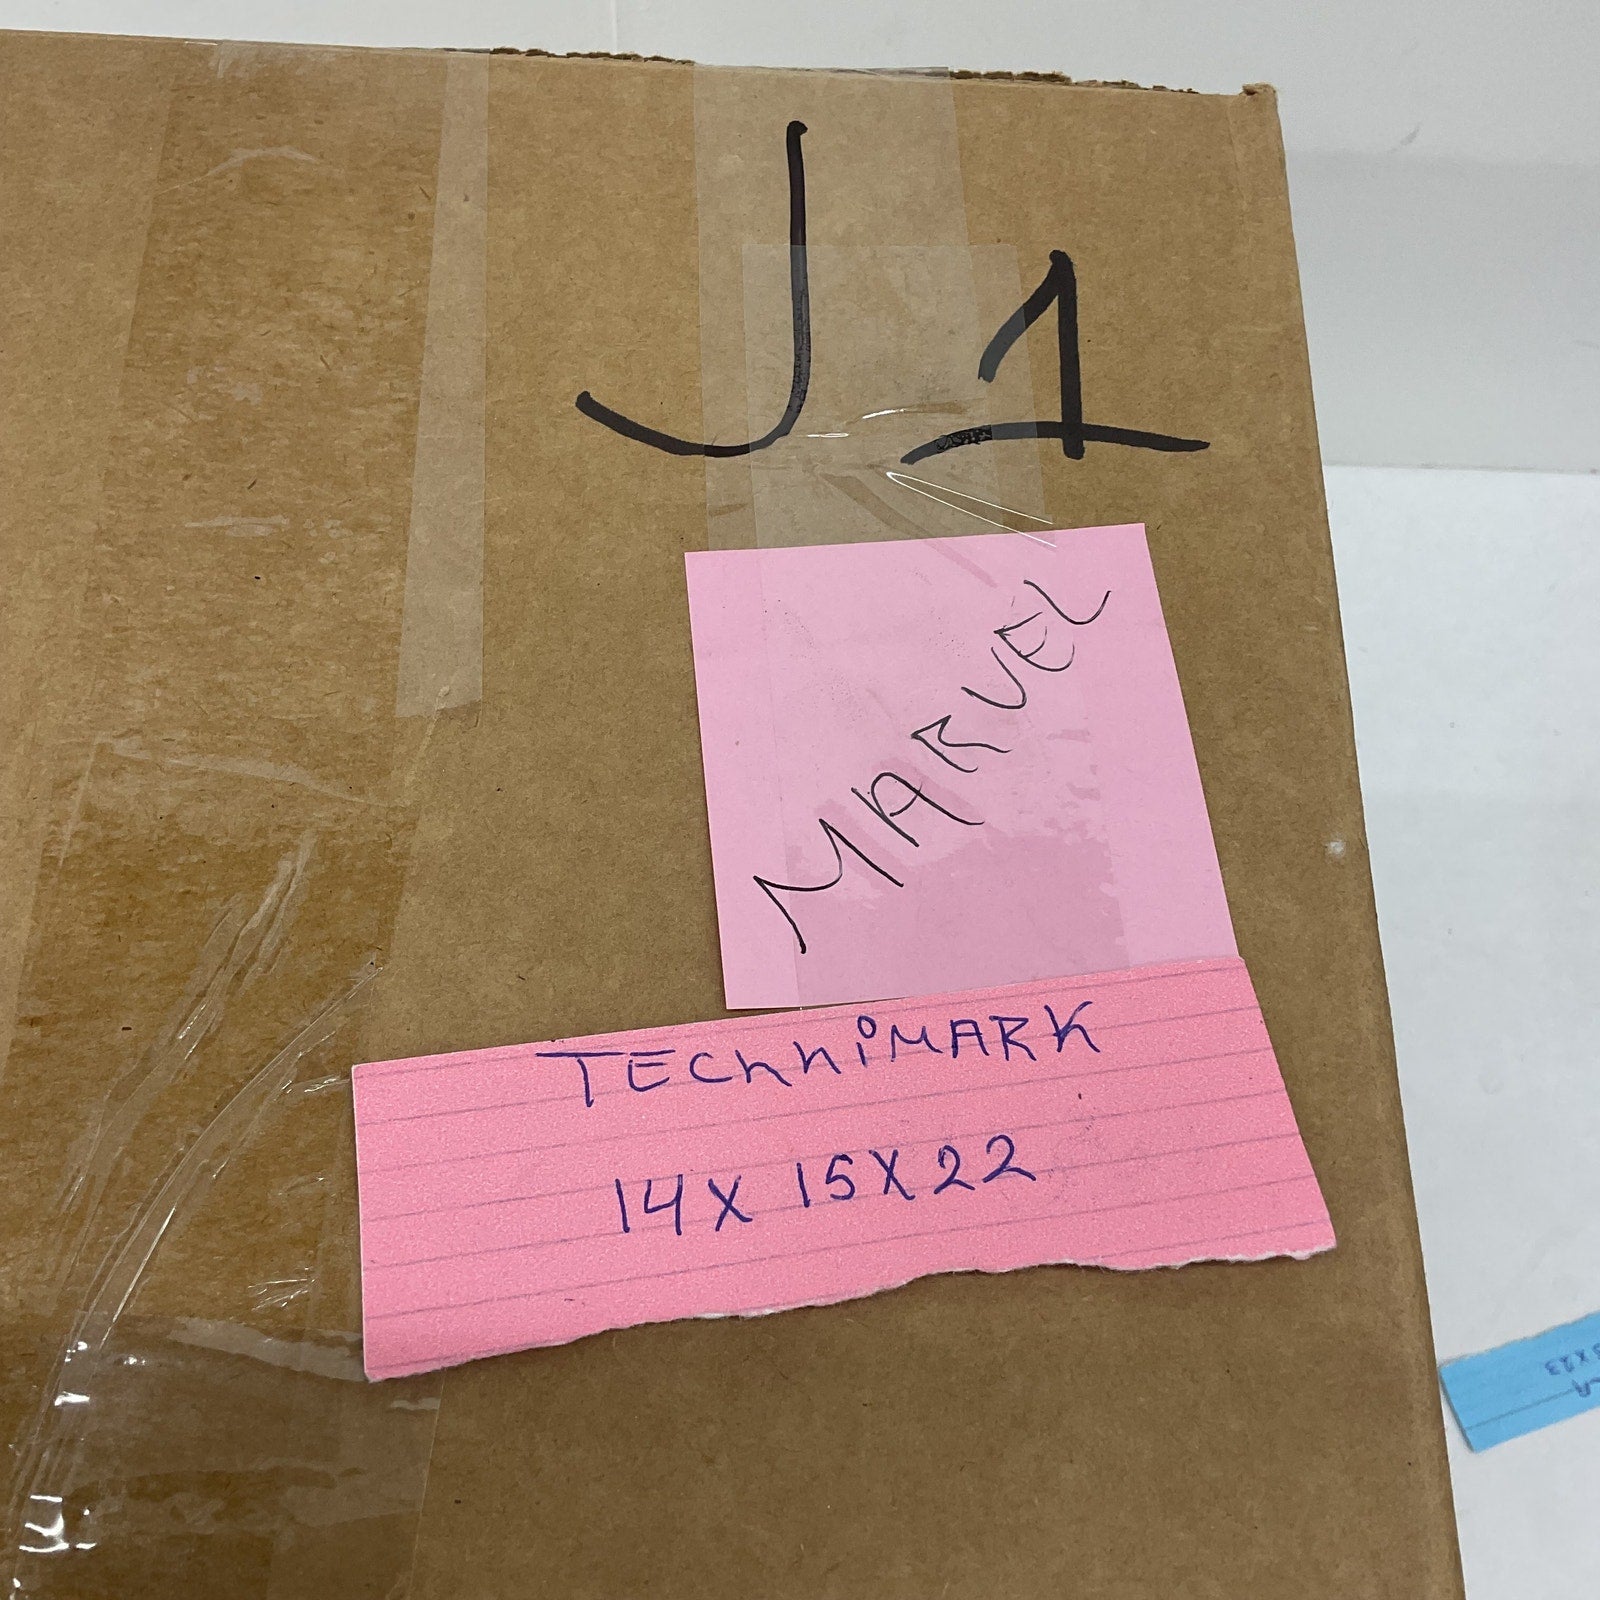 J1
MARVEL
TECHNiMARK
14X 15X22